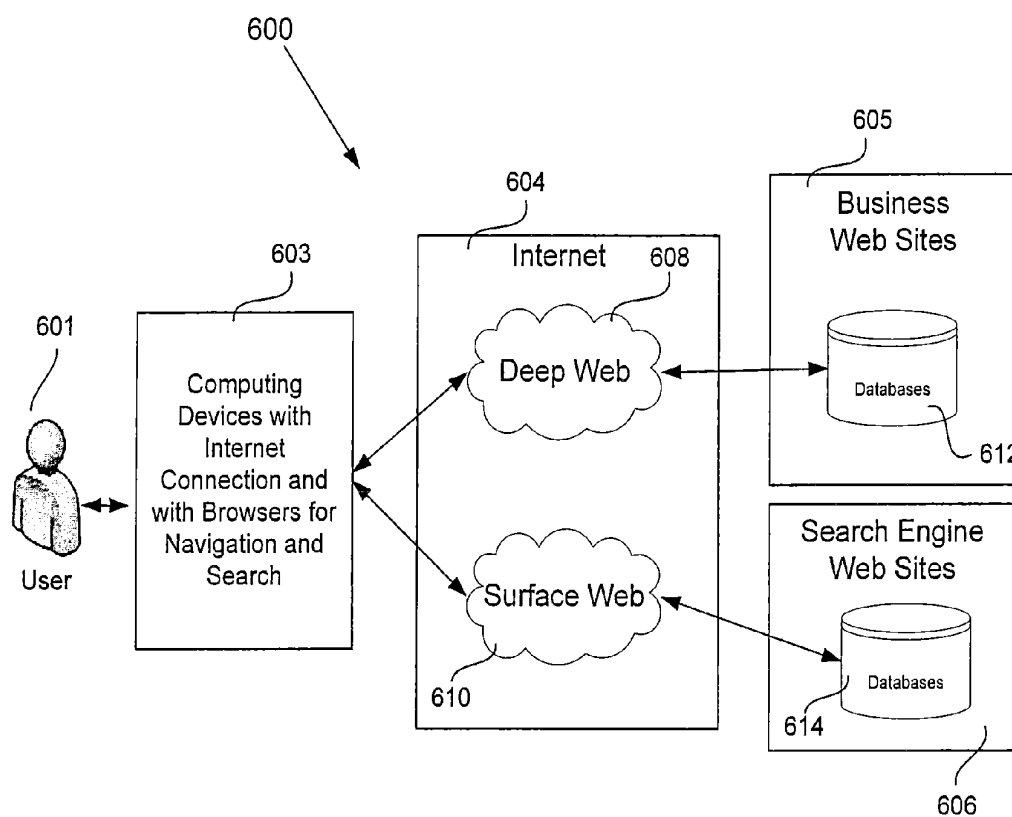 600
605
Business
Web Sites
604
Internet
608
603
601
Computing
Devices with
Internet
Connection and
with Browsers for
Navigation and
Search
Deep Web
Databases
612
User
Search Engine
Web Sites
Surface Web
610
Databases
614
606